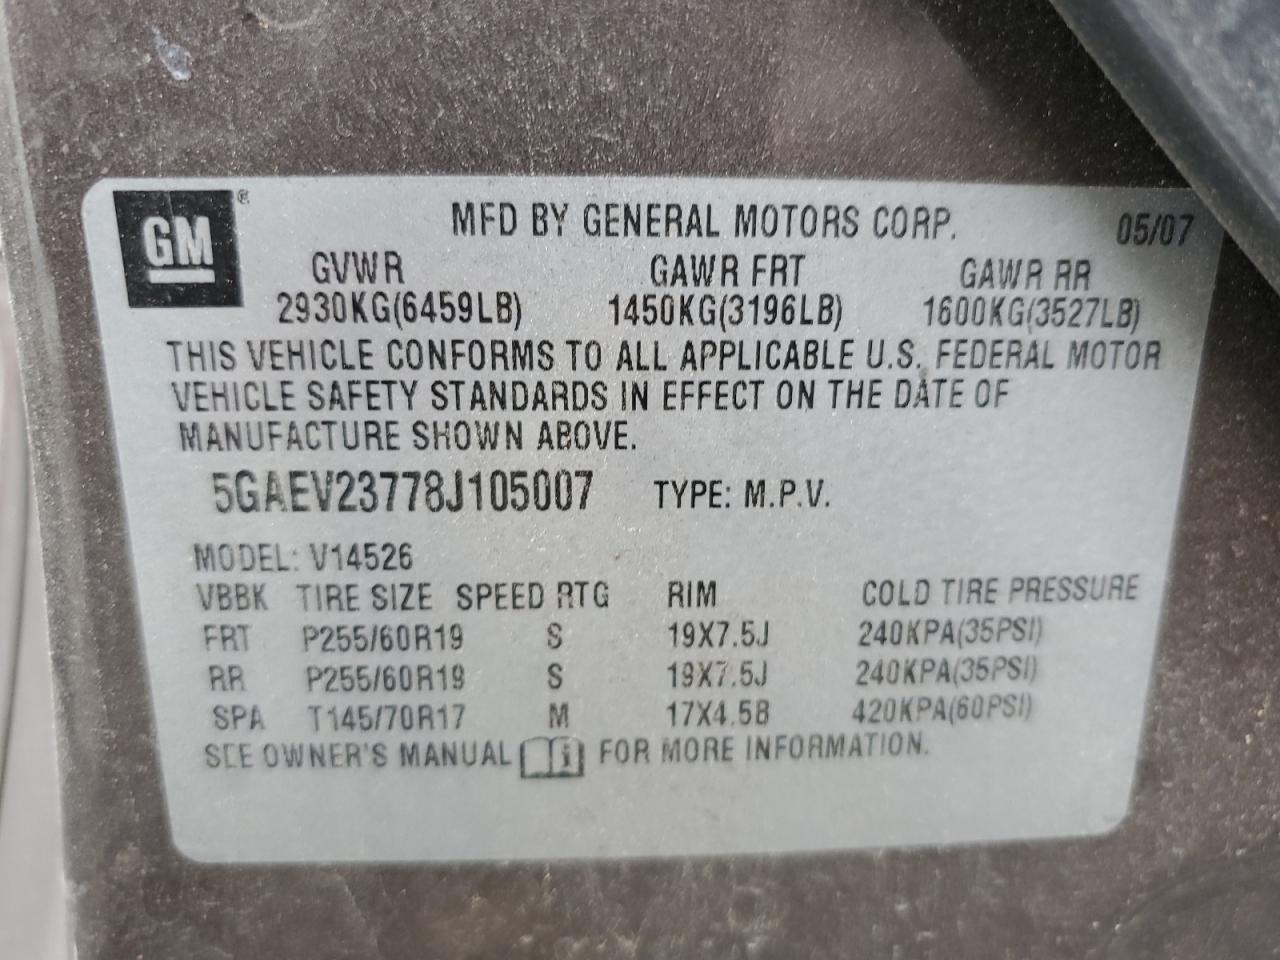 GM ®
MFD BY GENERAL MOTORS CORP. 05/07
GVWR GAWR FRT GAWR RR
2930KG(6459LB) 1450KG(3196LB) 1600KG(3527LB)
THIS VEHICLE CONFORMS TO ALL APPLICABLE U.S. FEDERAL MOTOR
VEHICLE SAFETY STANDARDS IN EFFECT ON THE DATE OF
MANUFACTURE SHOWN ABOVE.
5GAEV23778J105007 TYPE: M.P.V.
MODEL: V14526
VBBK TIRE SIZE SPEED RTG RIM COLD TIRE PRESSURE
FRT P255/60R19 S 19X7.5J 240KPA(35PSI)
RR P255/60R19 S 19X7.5J 240KPA(35PSI)
SPA T145/70R17 M 17X4.5B 420KPA(60PSI)
SEE OWNER'S MANUAL FOR MORE INFORMATION.